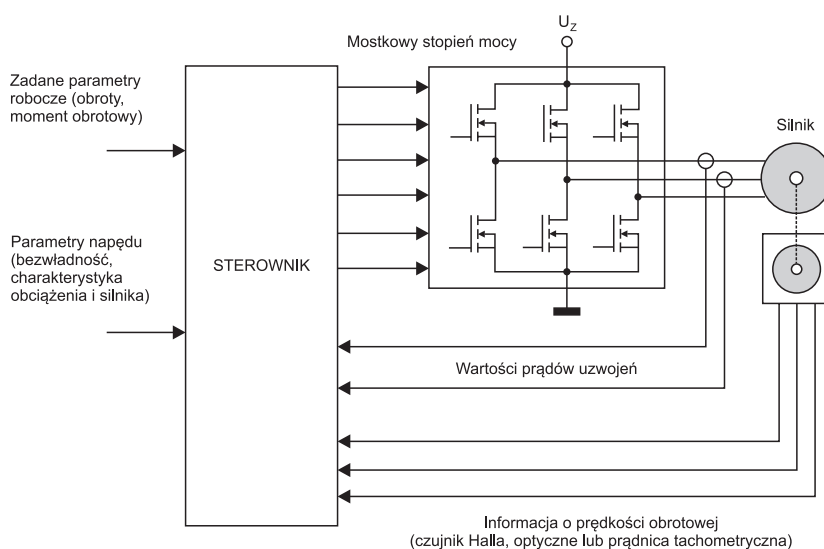 Mostkowy stopień mocy
U_Z
Zadane parametry
robocze (obroty,
moment obrotowy)
Silnik
Parametry napędu
(bezwładność,
charakterystyka
obciążenia i silnika)
STEROWNIK
Wartości prądów uzwojeń
Informacja o prędkości obrotowej
(czujnik Halla, optyczne lub prądnica tachometryczna)